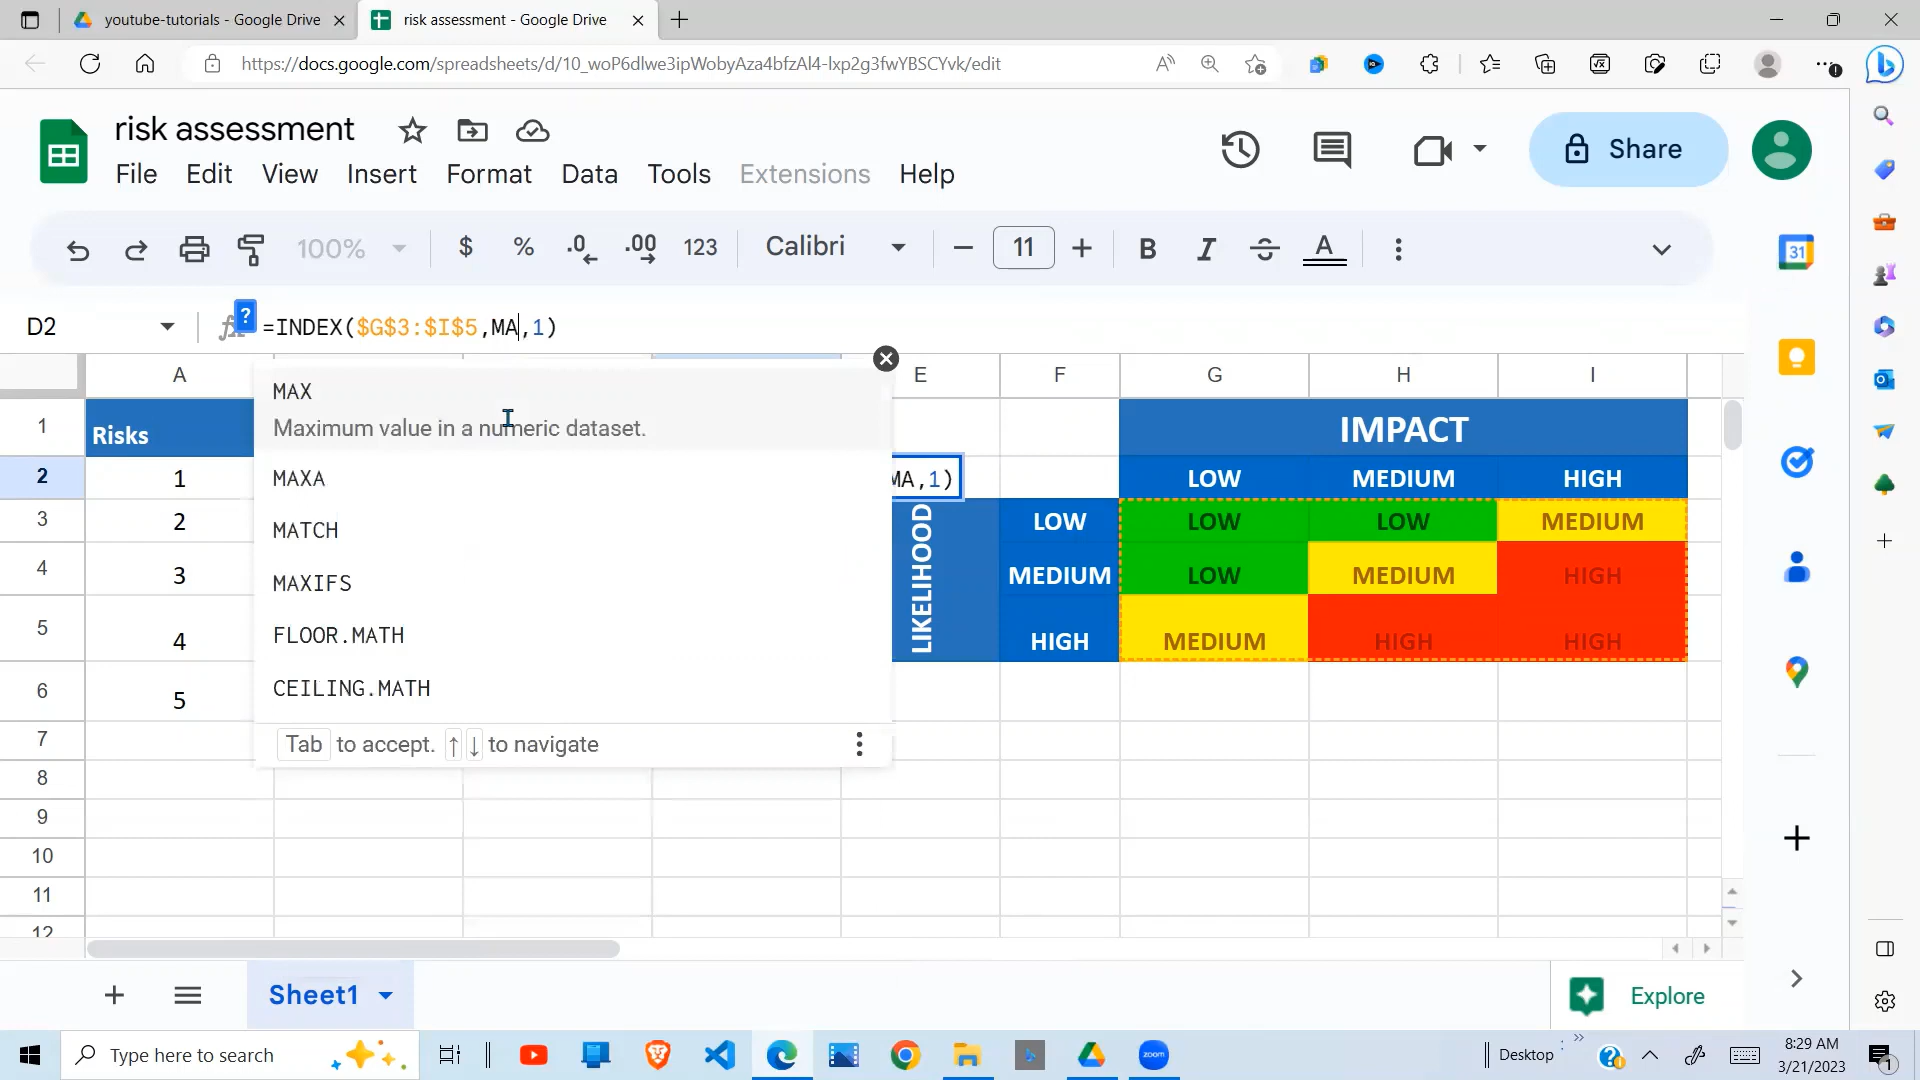 youtube-tutorials - Google Drive
risk assessment - Google Drive
https://docs.google.com/spreadsheets/d/10_woP6dlwe3ipWobyAza4bfzAl4-lxp2g3fwYBSCYvk/edit
risk assessment
Share
File Edit View Insert Format Data Tools Extensions Help
100% $ % .0 .00 123 Calibri 11 B I S A
31
D2 fx ? =INDEX($G$3:$I$5,MA,1)
A E F G H I
MAX
Maximum value in a numeric dataset.
MAXA
MATCH
MAXIFS
FLOOR.MATH
CEILING.MATH
Tab to accept. ↑ ↓ to navigate
1 Risks IMPACT
2 1 MA,1) LOW MEDIUM HIGH
3 2 LIKELIHOOD LOW LOW LOW MEDIUM
4 3 MEDIUM LOW MEDIUM HIGH
5 4 HIGH MEDIUM HIGH HIGH
6 5
7
8
9
10
11
12
Sheet1
Explore
Type here to search
zoom
Desktop
8:29 AM
3/21/2023
1